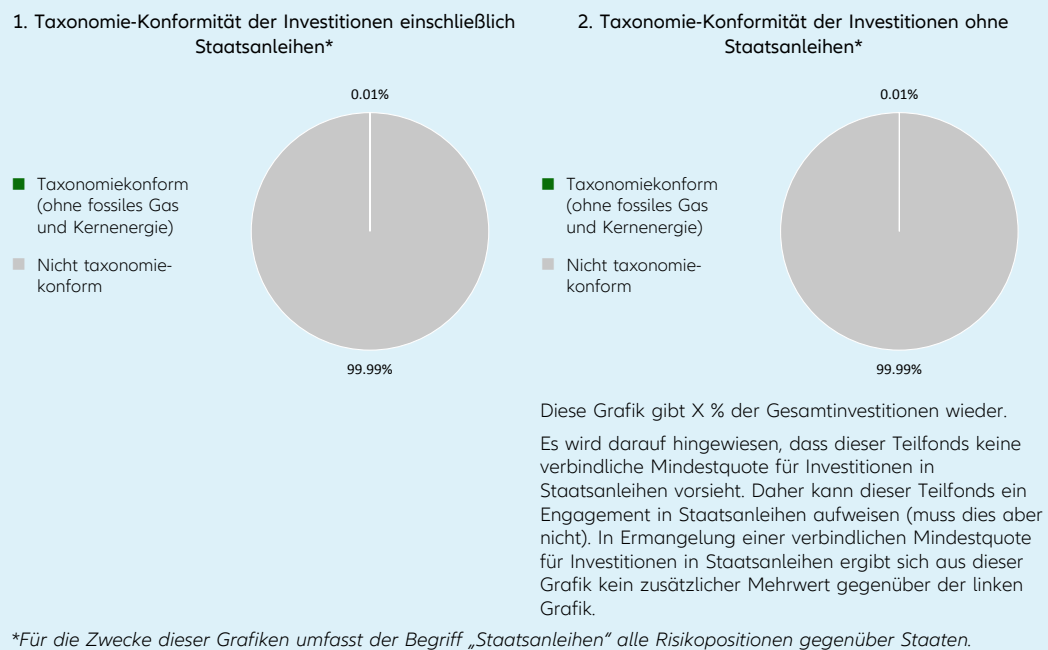 1. Taxonomie-Konformität der Investitionen einschließlich
Staatsanleihen*
0.01%
Taxonomiekonform
(ohne fossiles Gas
und Kernenergie)
Nicht taxonomie-
konform
99.99%
2. Taxonomie-Konformität der Investitionen ohne
Staatsanleihen*
0.01%
Taxonomiekonform
(ohne fossiles Gas
und Kernenergie)
Nicht taxonomie-
konform
99.99%
Diese Grafik gibt X % der Gesamtinvestitionen wieder.
Es wird darauf hingewiesen, dass dieser Teilfonds keine
verbindliche Mindestquote für Investitionen in
Staatsanleihen vorsieht. Daher kann dieser Teilfonds ein
Engagement in Staatsanleihen aufweisen (muss dies aber
nicht). In Ermangelung einer verbindlichen Mindestquote
für Investitionen in Staatsanleihen ergibt sich aus dieser
Grafik kein zusätzlicher Mehrwert gegenüber der linken
Grafik.
*Für die Zwecke dieser Grafiken umfasst der Begriff „Staatsanleihen“ alle Risikopositionen gegenüber Staaten.